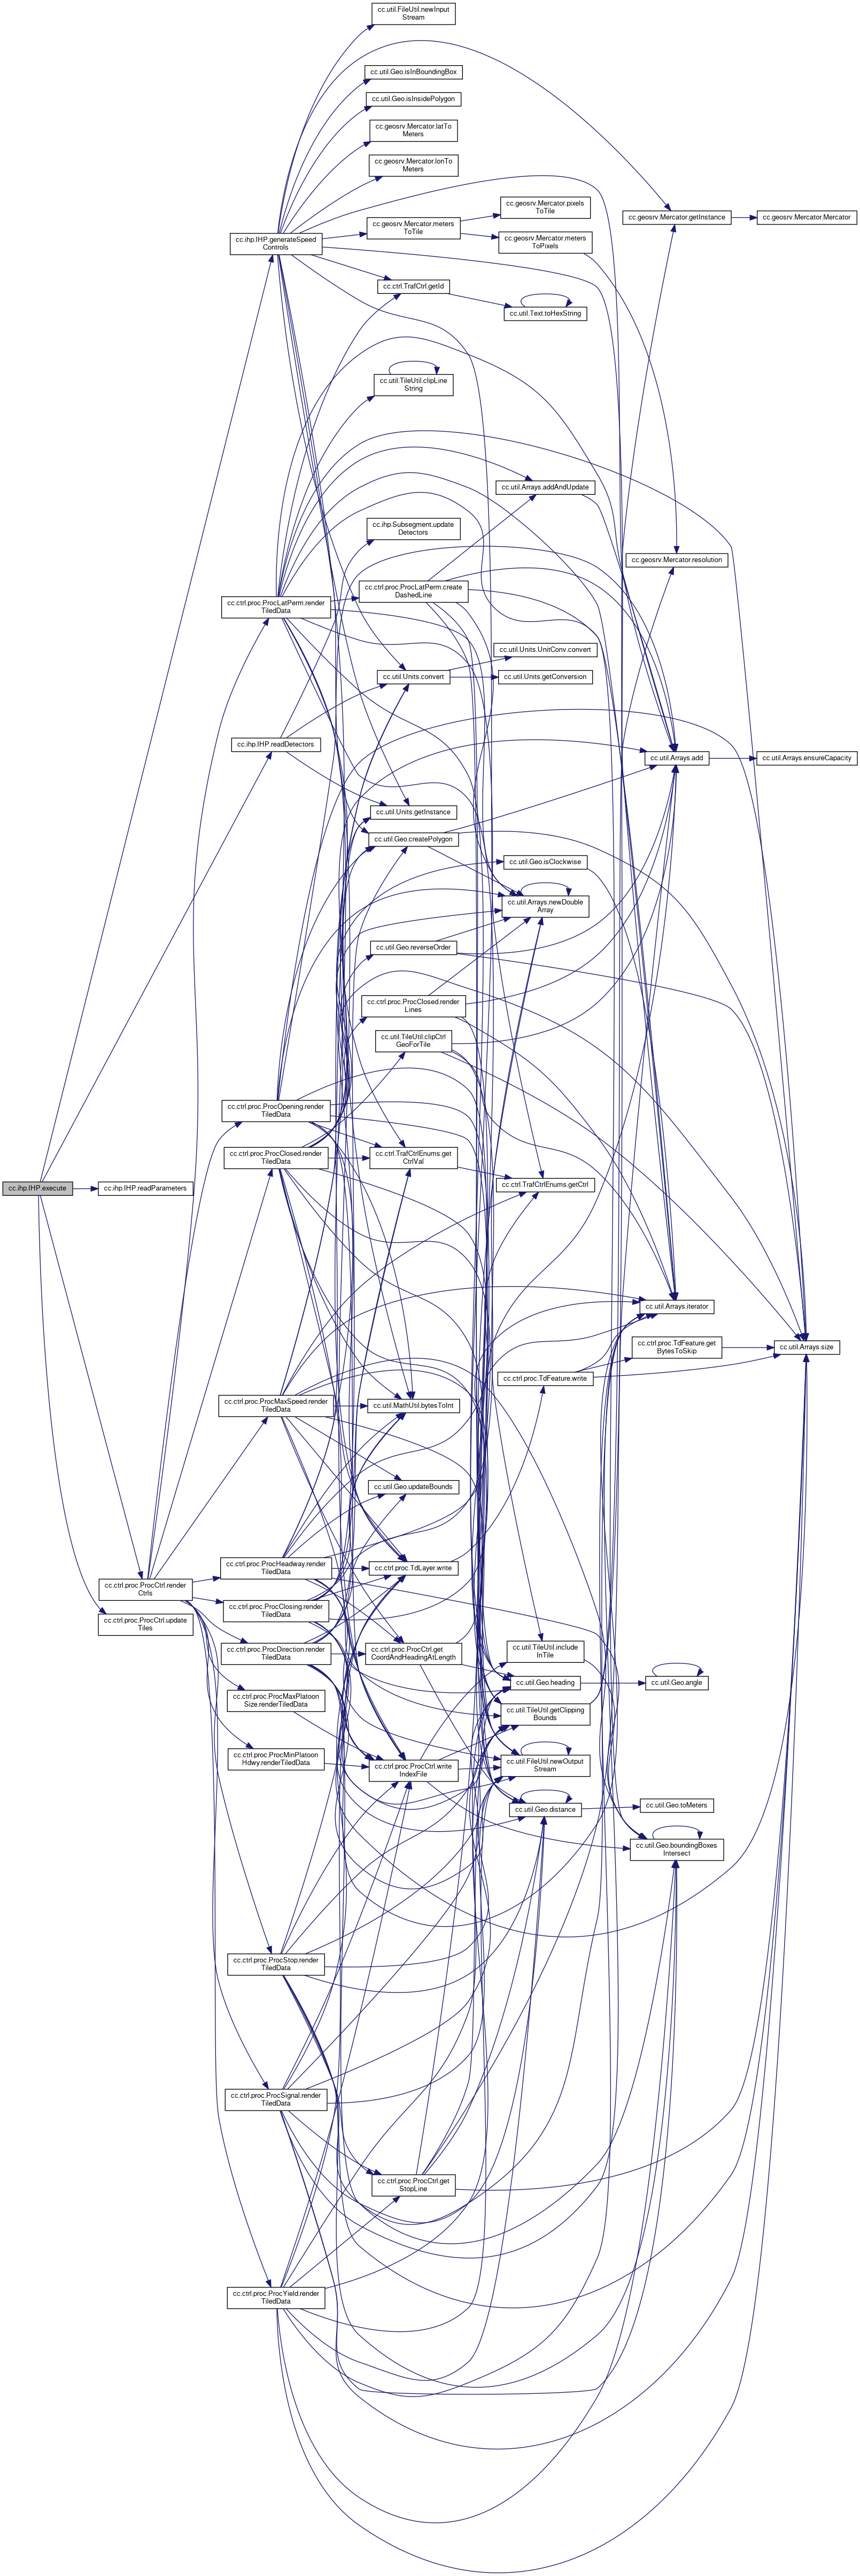 cc.util.FileUtil.newInput
Stream
cc.util.Geo.isInBoundingBox
cc.util.Geo.isInsidePolygon
cc.geosrv.Mercator.latTo
Meters
cc.geosrv.Mercator.lonTo
Meters
cc.geosrv.Mercator.pixels
ToTile
cc.geosrv.Mercator.getInstance
cc.geosrv.Mercator.Mercator
cc.geosrv.Mercator.meters
ToTile
cc.ihp.IHP.generateSpeed
Controls
cc.geosrv.Mercator.meters
ToPixels
cc.ctrl.TrafCtrl.getId
cc.util.Text.toHexString
cc.util.TileUtil.clipLine
String
cc.util.Arrays.addAndUpdate
cc.ihp.Subsegment.update
Detectors
cc.geosrv.Mercator.resolution
cc.ctrl.proc.ProcLatPerm.create
DashedLine
cc.ctrl.proc.ProcLatPerm.render
TiledData
cc.util.Units.UnitConv.convert
cc.util.Units.convert
cc.util.Units.getConversion
cc.ihp.IHP.readDetectors
cc.util.Arrays.add
cc.util.Arrays.ensureCapacity
cc.util.Units.getInstance
cc.util.Geo.createPolygon
cc.util.Geo.isClockwise
cc.util.Arrays.newDouble
Array
cc.util.Geo.reverseOrder
cc.ctrl.proc.ProcClosed.render
Lines
cc.util.TileUtil.clipCtrl
GeoForTile
cc.ctrl.proc.ProcOpening.render
TiledData
cc.ctrl.proc.ProcClosed.render
TiledData
cc.ctrl.TrafCtrlEnums.get
CtrlVal
cc.ctrl.TrafCtrlEnums.getCtrl
cc.ihp.IHP.execute
cc.ihp.IHP.readParameters
cc.util.Arrays.iterator
cc.ctrl.proc.TdFeature.get
BytesToSkip
cc.util.Arrays.size
cc.ctrl.proc.TdFeature.write
cc.ctrl.proc.ProcMaxSpeed.render
TiledData
cc.util.MathUtil.bytesToInt
cc.util.Geo.updateBounds
cc.ctrl.proc.ProcHeadway.render
TiledData
cc.ctrl.proc.TdLayer.write
cc.ctrl.proc.ProcCtrl.render
Ctrls
cc.ctrl.proc.ProcClosing.render
TiledData
cc.ctrl.proc.ProcCtrl.update
Tiles
cc.ctrl.proc.ProcDirection.render
TiledData
cc.ctrl.proc.ProcCtrl.get
CoordAndHeadingAtLength
cc.util.TileUtil.include
InTile
cc.util.Geo.heading
cc.util.Geo.angle
cc.ctrl.proc.ProcMaxPlatoon
Size.renderTiledData
cc.util.TileUtil.getClipping
Bounds
cc.ctrl.proc.ProcMinPlatoon
Hdwy.renderTiledData
cc.ctrl.proc.ProcCtrl.write
IndexFile
cc.util.FileUtil.newOutput
Stream
cc.util.Geo.distance
cc.util.Geo.toMeters
cc.util.Geo.boundingBoxes
Intersect
cc.ctrl.proc.ProcStop.render
TiledData
cc.ctrl.proc.ProcSignal.render
TiledData
cc.ctrl.proc.ProcCtrl.get
StopLine
cc.ctrl.proc.ProcYield.render
TiledData